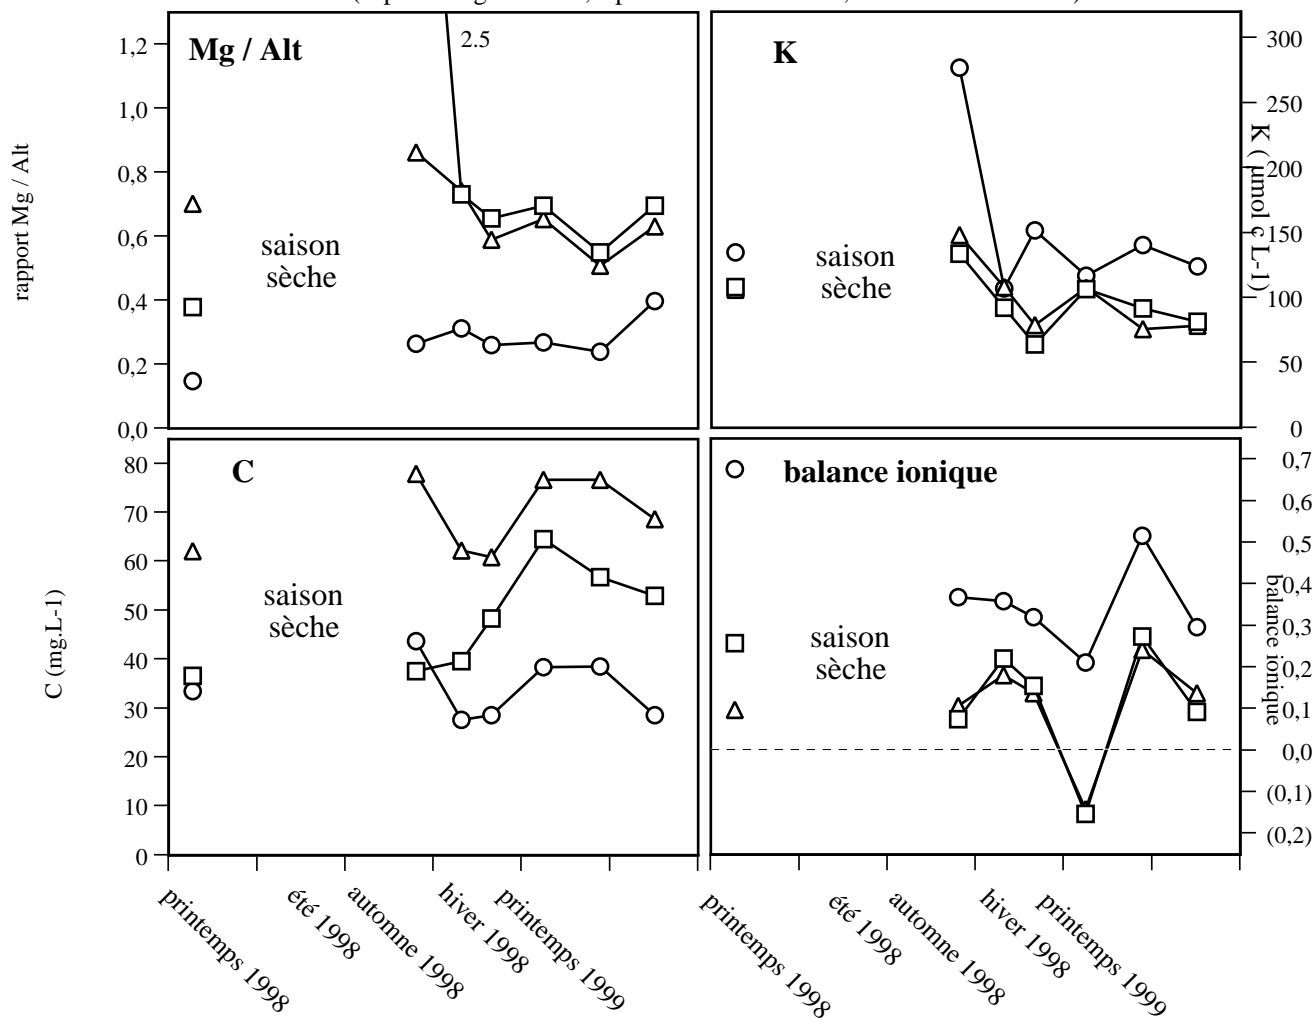 2.5
Mg / Alt
1,2
1,0
0,8
0,6
0,4
0,2
0,0
rapport Mg / Alt
saison
sèche
K
300
250
200
150
100
50
0
K ( µmol c L-1)
saison
sèche
C
80
70
60
50
40
30
20
10
0
C (mg.L-1)
saison
sèche
balance ionique
0,7
0,6
0,5
0,4
0,3
0,2
0,1
0,0
(0,1)
(0,2)
balance ionique
saison
sèche
printemps 1998
été 1998
automne 1998
hiver 1998
printemps 1999
printemps 1998
été 1998
automne 1998
hiver 1998
printemps 1999